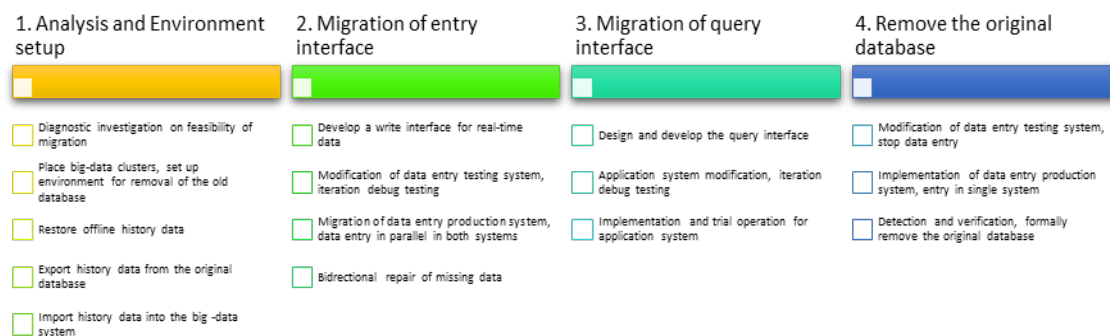 1. Analysis and Environment
setup
Diagnostic investigation on feasibility of
migration
Place big-data clusters, set up
environment for removal of the old
database
Restore offline history data
Export history data from the original
database
Import history data into the big -data
system
2. Migration of entry
interface
Develop a write interface for real-time
data
Modification of data entry testing system,
iteration debug testing
Migration of data entry production system,
data entry in parallel in both systems
Bidrectional repair of missing data
3. Migration of query
interface
Design and develop the query interface
Application system modification, iteration
debug testing
Implementation and trial operation for
application system
4. Remove the original
database
Modification of data entry testing system,
stop data entry
Implementation of data entry production
system, entry in single system
Detection and verification, formally
remove the original database